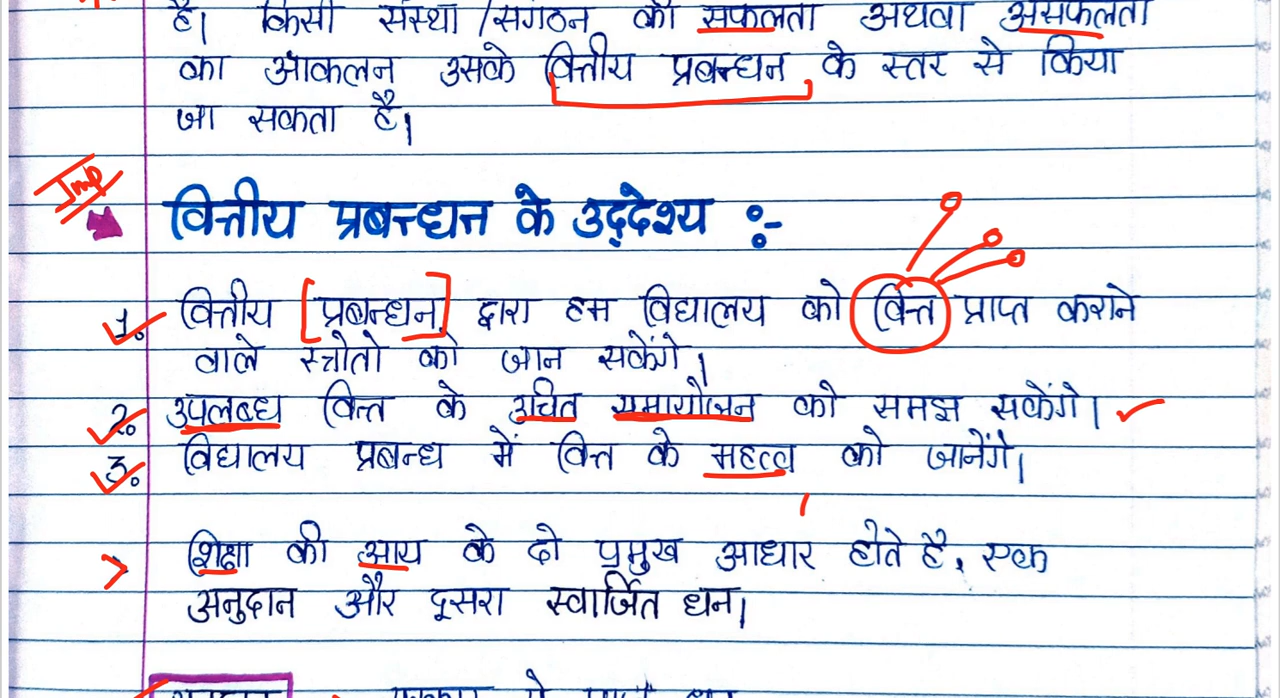 है। किसी संस्था/संगठन की सफलता अथवा असफलता
का आंकलन उसके वित्तीय प्रबन्धन के स्तर से किया
जा सकता है।
Imp
वित्तीय प्रबन्धन के उद्देश्य :-
1. वित्तीय [प्रबन्धन] द्वारा हम विद्यालय को वित्त प्राप्त कराने
वाले स्त्रोतो को जान सकेंगे।
2. उपलब्ध वित्त के उचित समायोजन को समझ सकेंगे।
3. विद्यालय प्रबन्ध में वित्त के महत्व को जानेंगे।
> शिक्षा की आय के दो प्रमुख आधार होते है, एक
अनुदान और दूसरा स्वार्जित धन।